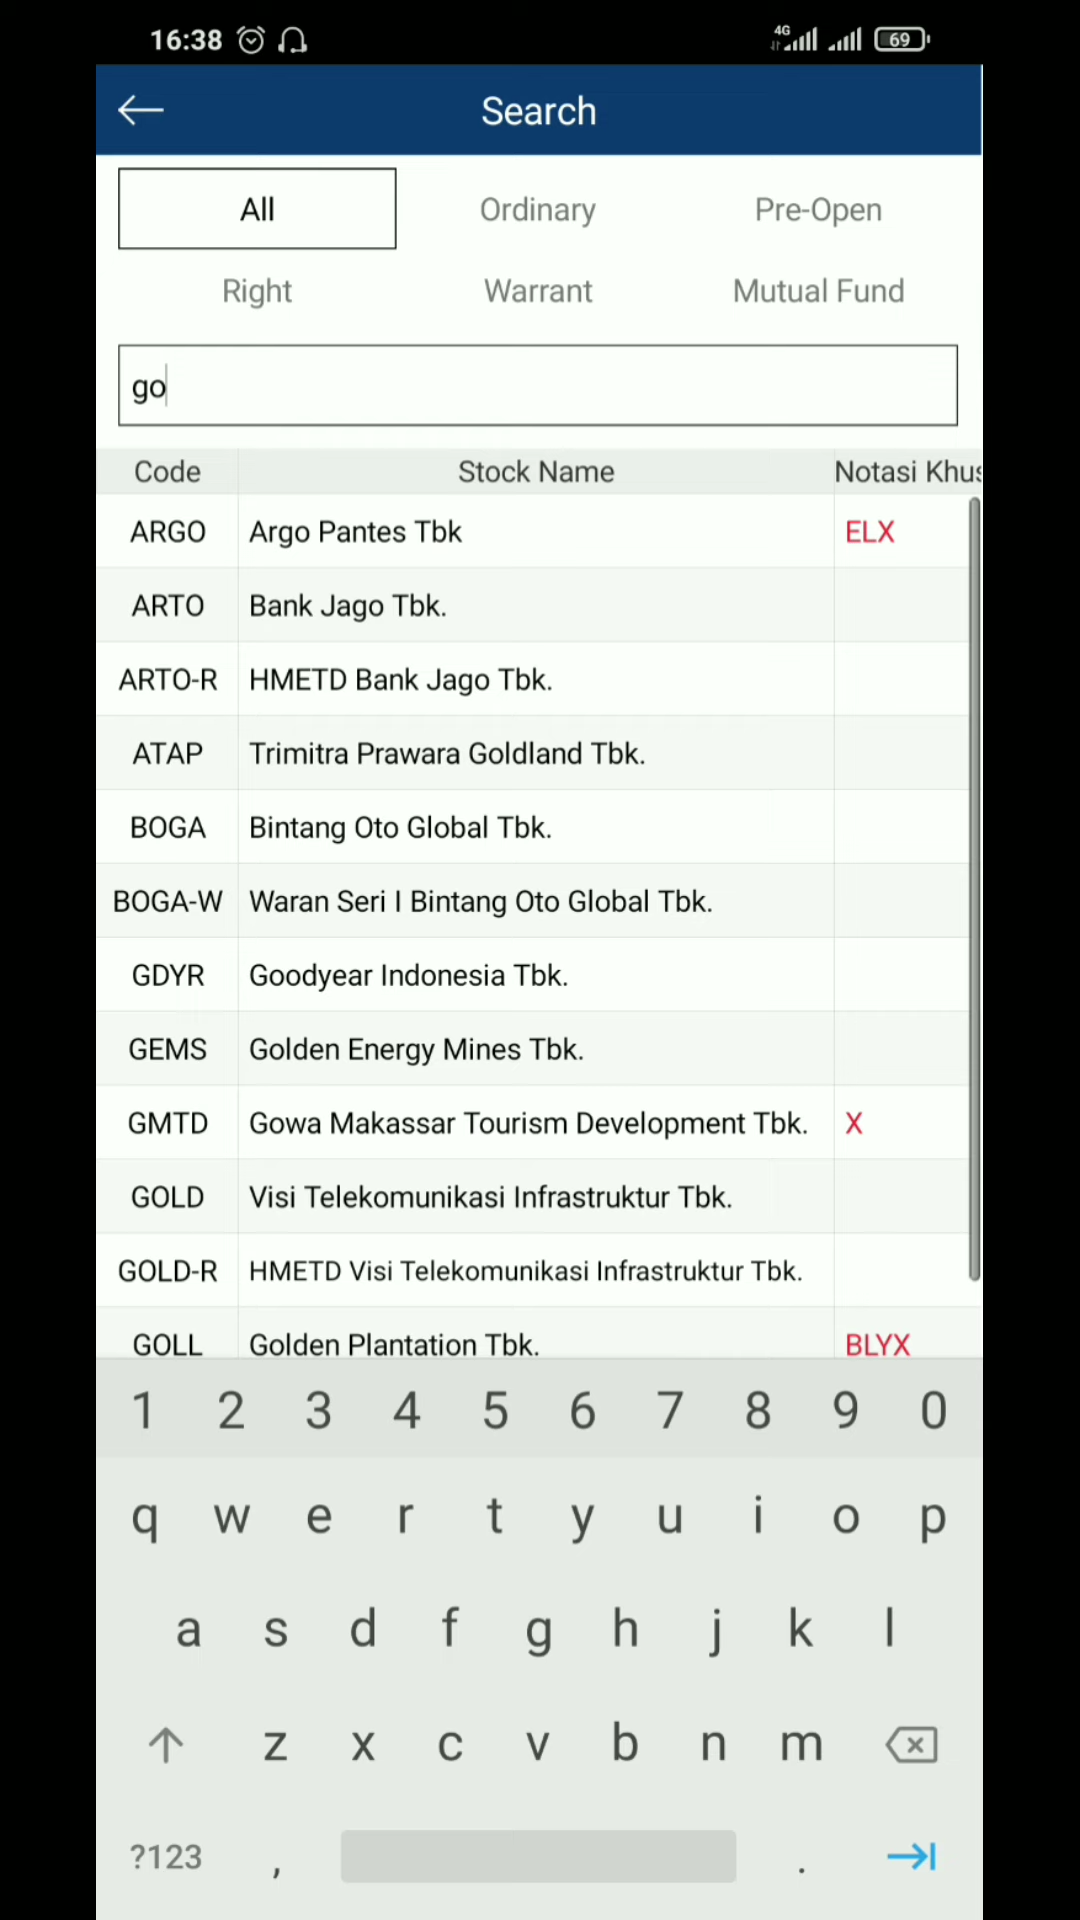 16:38 4G 69
Search
All Ordinary Pre-Open
Right Warrant Mutual Fund
go
Code Stock Name Notasi Khus
ARGO Argo Pantes Tbk ELX
ARTO Bank Jago Tbk.
ARTO-R HMETD Bank Jago Tbk.
ATAP Trimitra Prawara Goldland Tbk.
BOGA Bintang Oto Global Tbk.
BOGA-W Waran Seri I Bintang Oto Global Tbk.
GDYR Goodyear Indonesia Tbk.
GEMS Golden Energy Mines Tbk.
GMTD Gowa Makassar Tourism Development Tbk. X
GOLD Visi Telekomunikasi Infrastruktur Tbk.
GOLD-R HMETD Visi Telekomunikasi Infrastruktur Tbk.
GOLL Golden Plantation Tbk. BLYX
1 2 3 4 5 6 7 8 9 0
q w e r t y u i o p
a s d f g h j k l
z x c v b n m
?123 , .